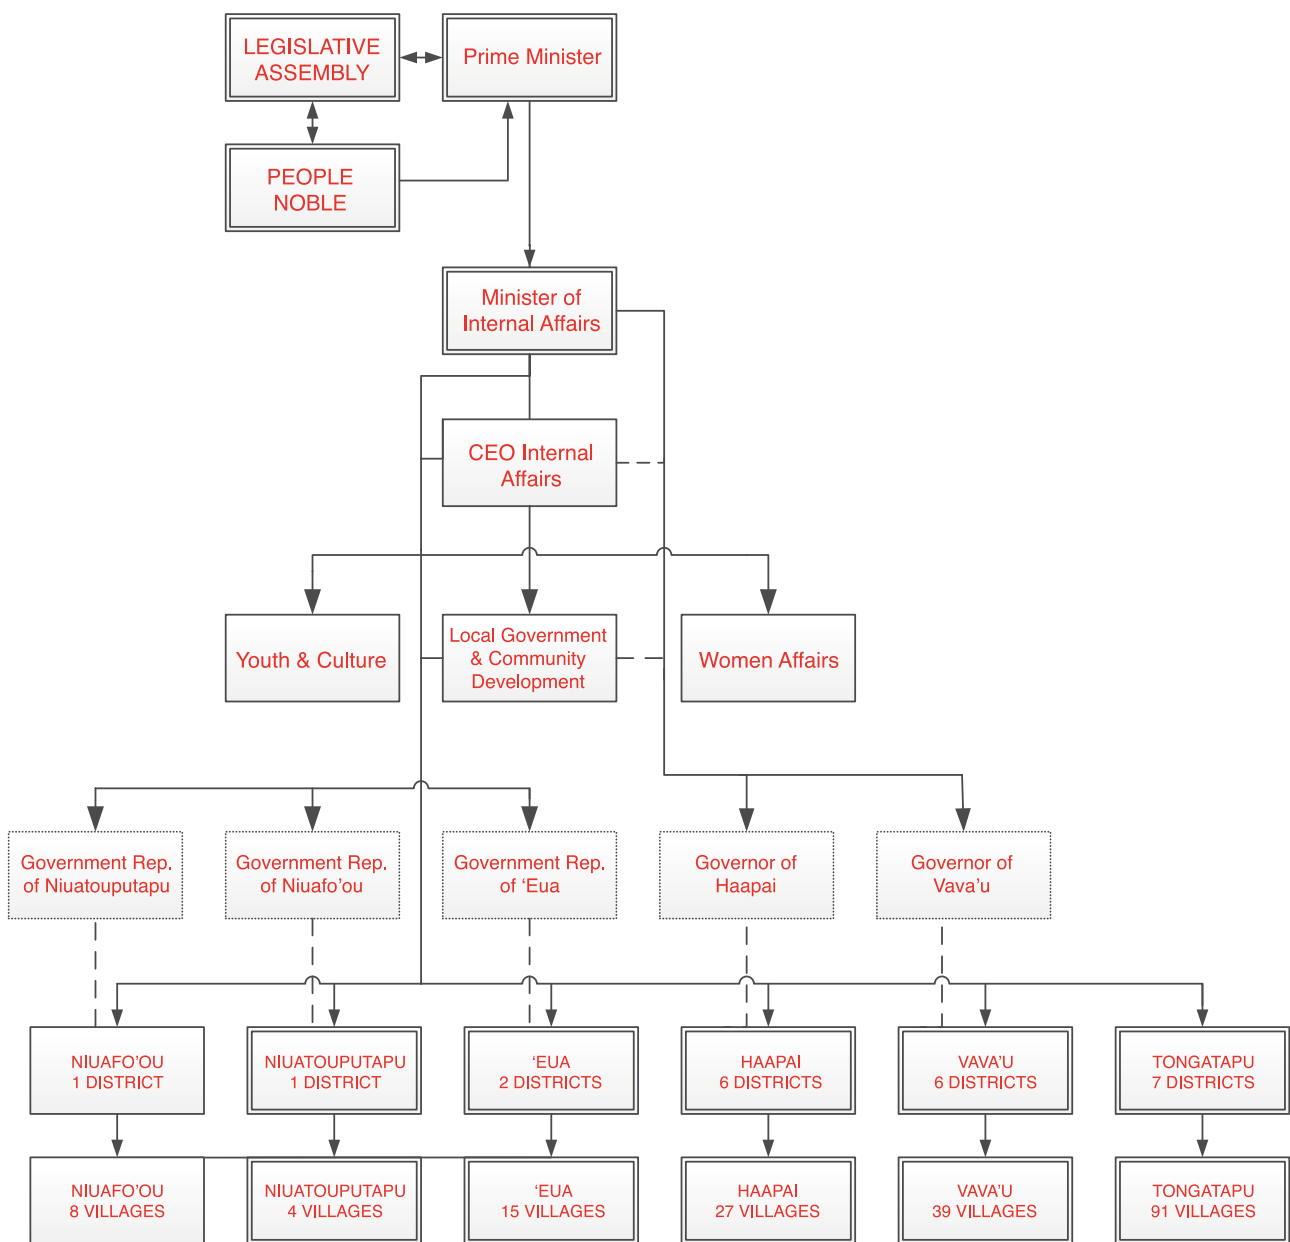 LEGISLATIVE
ASSEMBLY
Prime Minister
PEOPLE
NOBLE
Minister of
Internal Affairs
CEO Internal
Affairs
Youth & Culture
Local Government
& Community
Development
Women Affairs
Government Rep.
of Niuatouputapu
Government Rep.
of Niuafo'ou
Government Rep.
of ‘Eua
Governor of
Haapai
Governor of
Vava'u
NIUAFO'OU
1 DISTRICT
NIUATOUPUTAPU
1 DISTRICT
‘EUA
2 DISTRICTS
HAAPAI
6 DISTRICTS
VAVA'U
6 DISTRICTS
TONGATAPU
7 DISTRICTS
NIUAFO'OU
8 VILLAGES
NIUATOUPUTAPU
4 VILLAGES
‘EUA
15 VILLAGES
HAAPAI
27 VILLAGES
VAVA'U
39 VILLAGES
TONGATAPU
91 VILLAGES